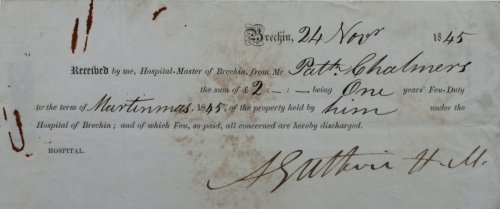 Brechin, 24 Novr 1845
Received by me, Hospital-Master of Brechin, from Mr Patk. Chalmers
the sum of £2 - : - being One years' Feu-Duty
to the term of Martinmas 1845, of the property held by him under the
Hospital of Brechin; and of which Feu, so paid, all concerned are hereby discharged.
HOSPITAL.
A Guthrie H. M.